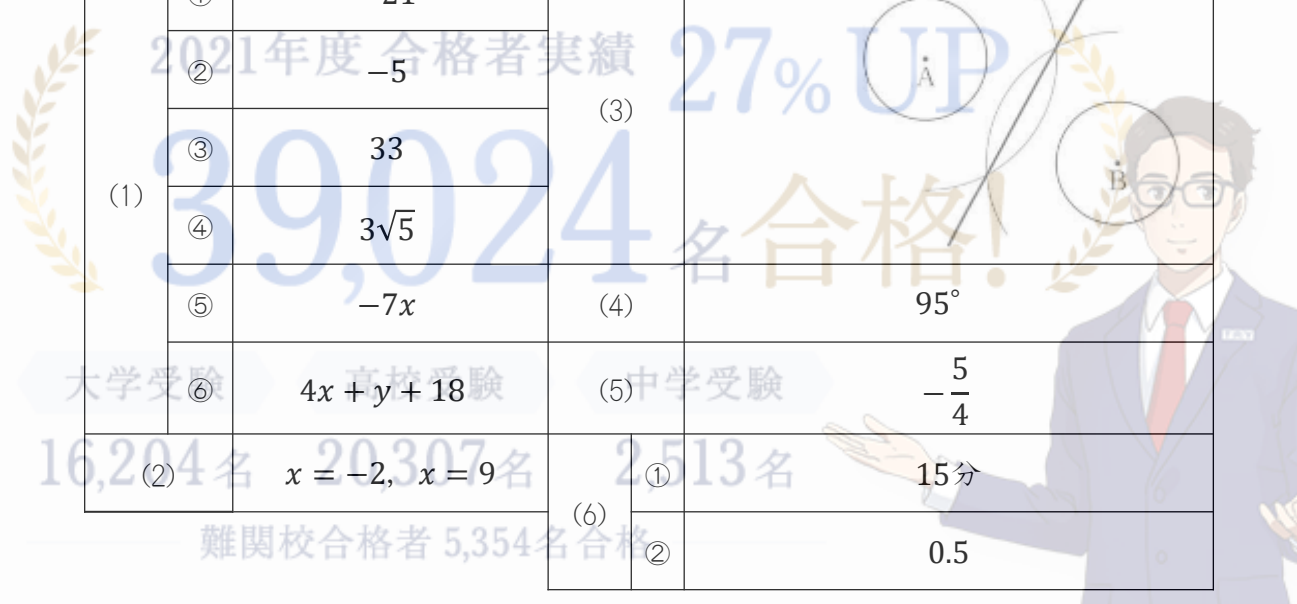 2021年度 合格者実績 27%UP
39,024名合格!
大学受験 高校受験 中学受験
16,204名 20,307名 2,513名
難関校合格者 5,354名合格
(1)
② −5
③ 33
④ 3√5
⑤ −7x
⑥ 4x + y + 18
(2) x = −2, x = 9
(3)
A
B
(4) 95°
(5) −5/4
(6)
① 15分
② 0.5